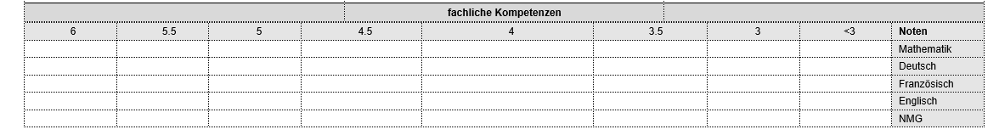 fachliche Kompetenzen
6 5.5 5 4.5 4 3.5 3 <3 Noten
Mathematik
Deutsch
Französisch
Englisch
NMG